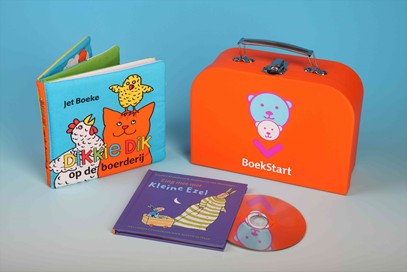 Jet Boeke
Dikkie Dik
op de boerderij
BoekStart
Kleine Ezel